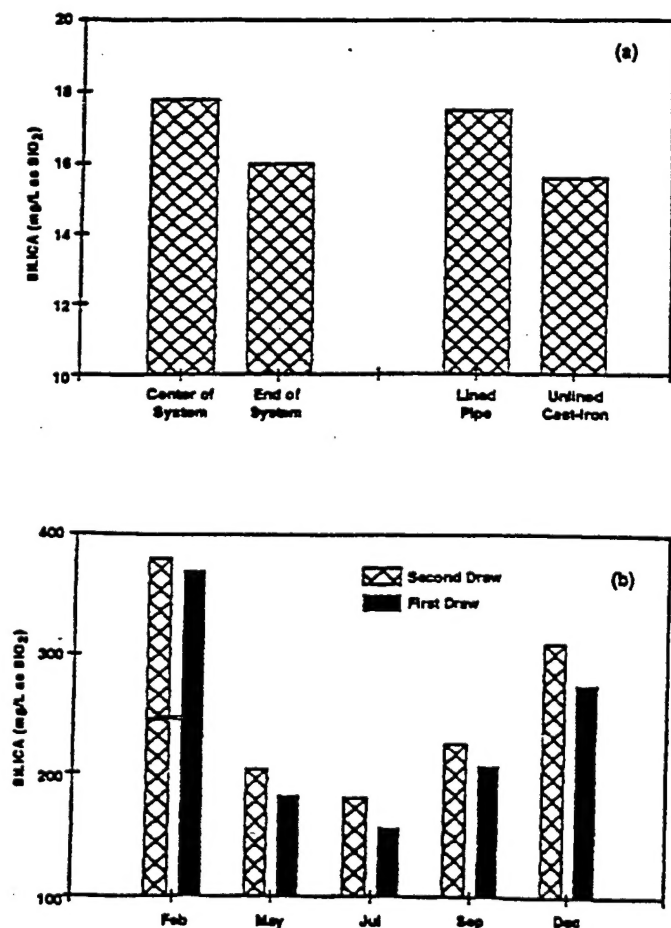 (a)
20
18
16
14
12
10
SILICA (mg/L as SiO2)
Center of
System
End of
System
Lined
Pipe
Unlined
Cast-Iron
(b)
400
300
200
100
SILICA (mg/L as SiO2)
Second Draw
First Draw
Feb
May
Jul
Sep
Dec